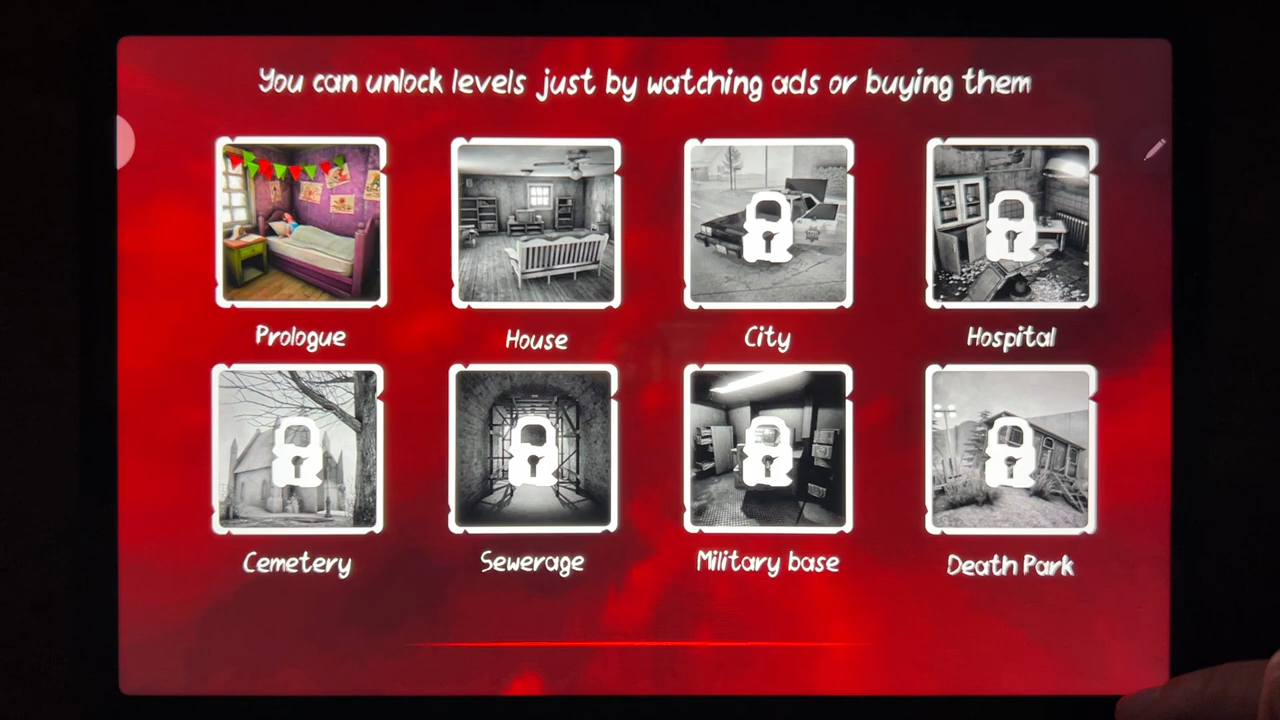 You can unlock levels just by watching ads or buying them
Prologue
House
City
Hospital
Cemetery
Sewerage
Military base
Death Park